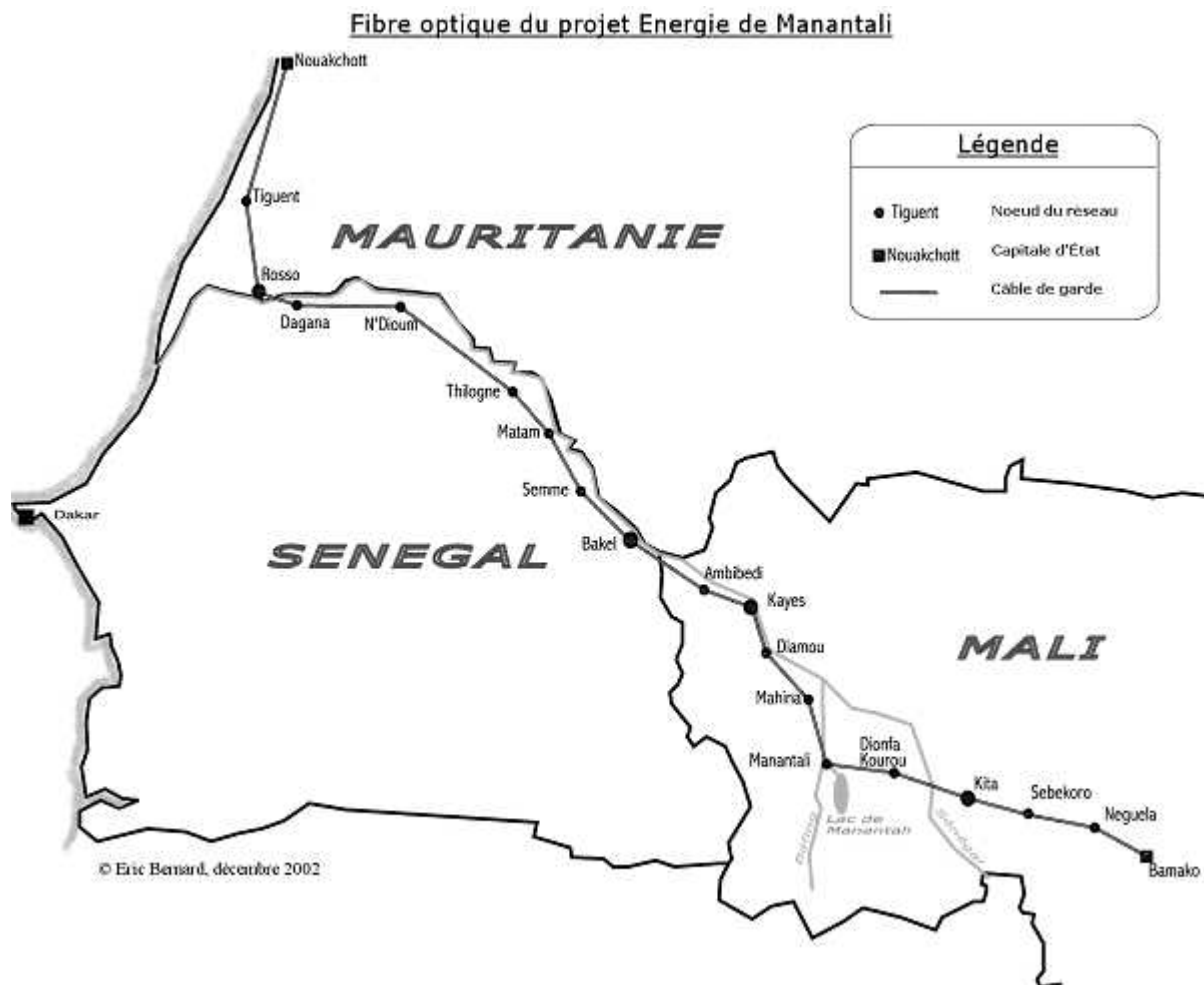 Fibre optique du projet Energie de Manantali
Nouakchott
Légende
Tiguent
Noeud du réseau
Nouakchott
Capitale d'État
Câble de garde
Tiguent
MAURITANIE
Rosso
Dagana
N'Dioum
Thilogne
Matam
Semme
Dakar
SENEGAL
Bakel
Ambibedi
Kayes
Diamou
MALI
Mahina
Manantali
Dionfa
Kourou
Kita
Sebekoro
Neguela
Lac de
Manantali
Bafing
Sénégal
Bamako
© Eric Bernard, décembre 2002